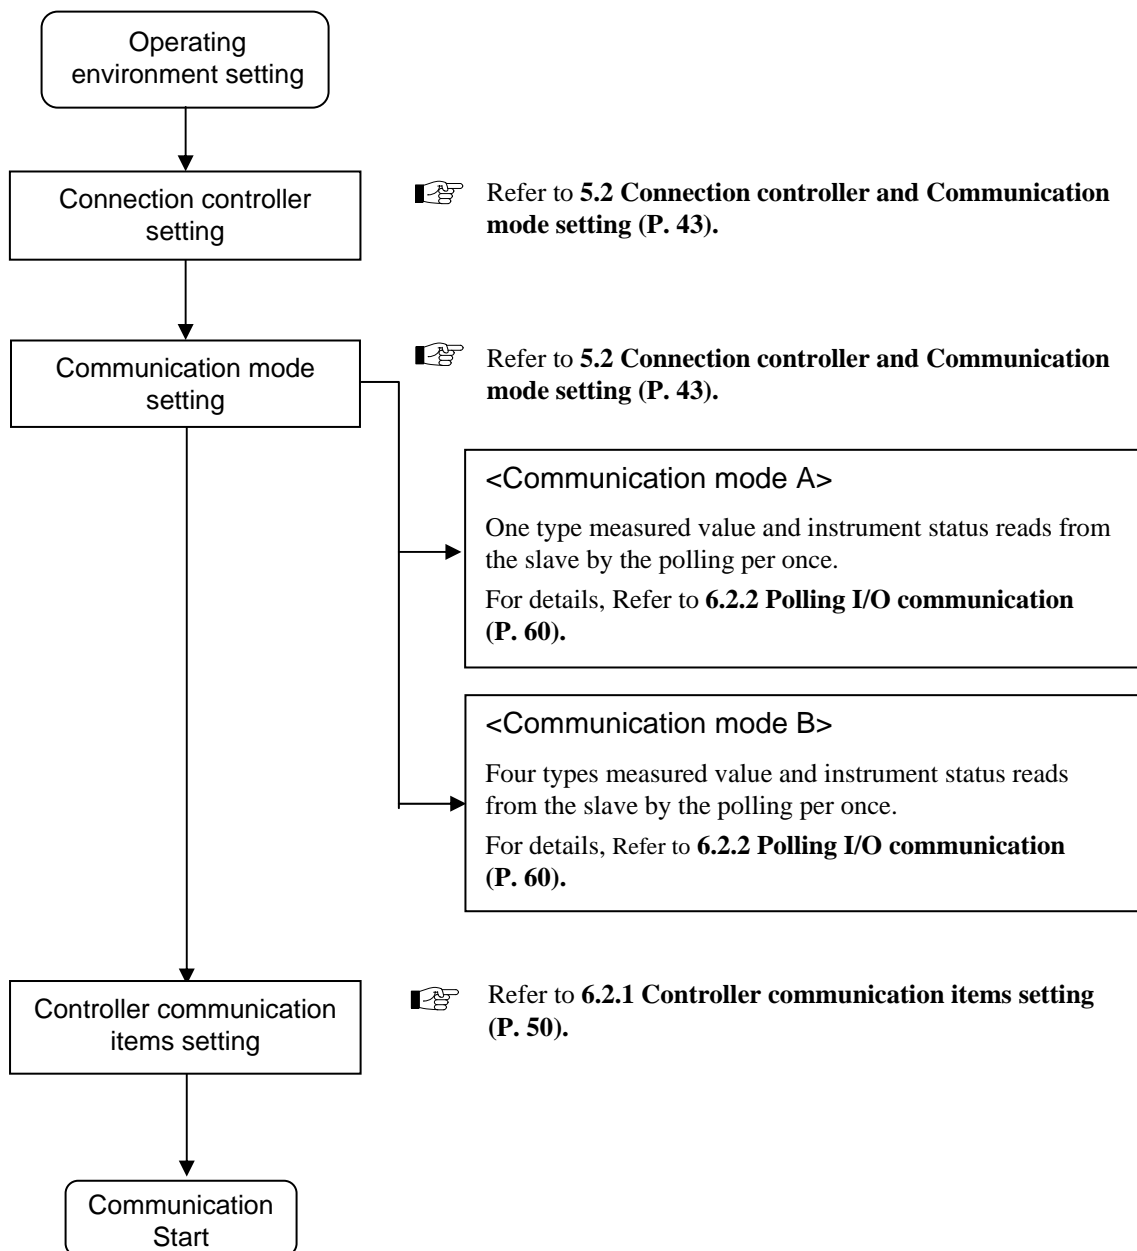 Operating
environment setting
Connection controller
setting
Refer to 5.2 Connection controller and Communication
mode setting (P. 43).
Communication mode
setting
Refer to 5.2 Connection controller and Communication
mode setting (P. 43).
<Communication mode A>
One type measured value and instrument status reads from
the slave by the polling per once.
For details, Refer to 6.2.2 Polling I/O communication
(P. 60).
<Communication mode B>
Four types measured value and instrument status reads
from the slave by the polling per once.
For details, Refer to 6.2.2 Polling I/O communication
(P. 60).
Controller communication
items setting
Refer to 6.2.1 Controller communication items setting
(P. 50).
Communication
Start